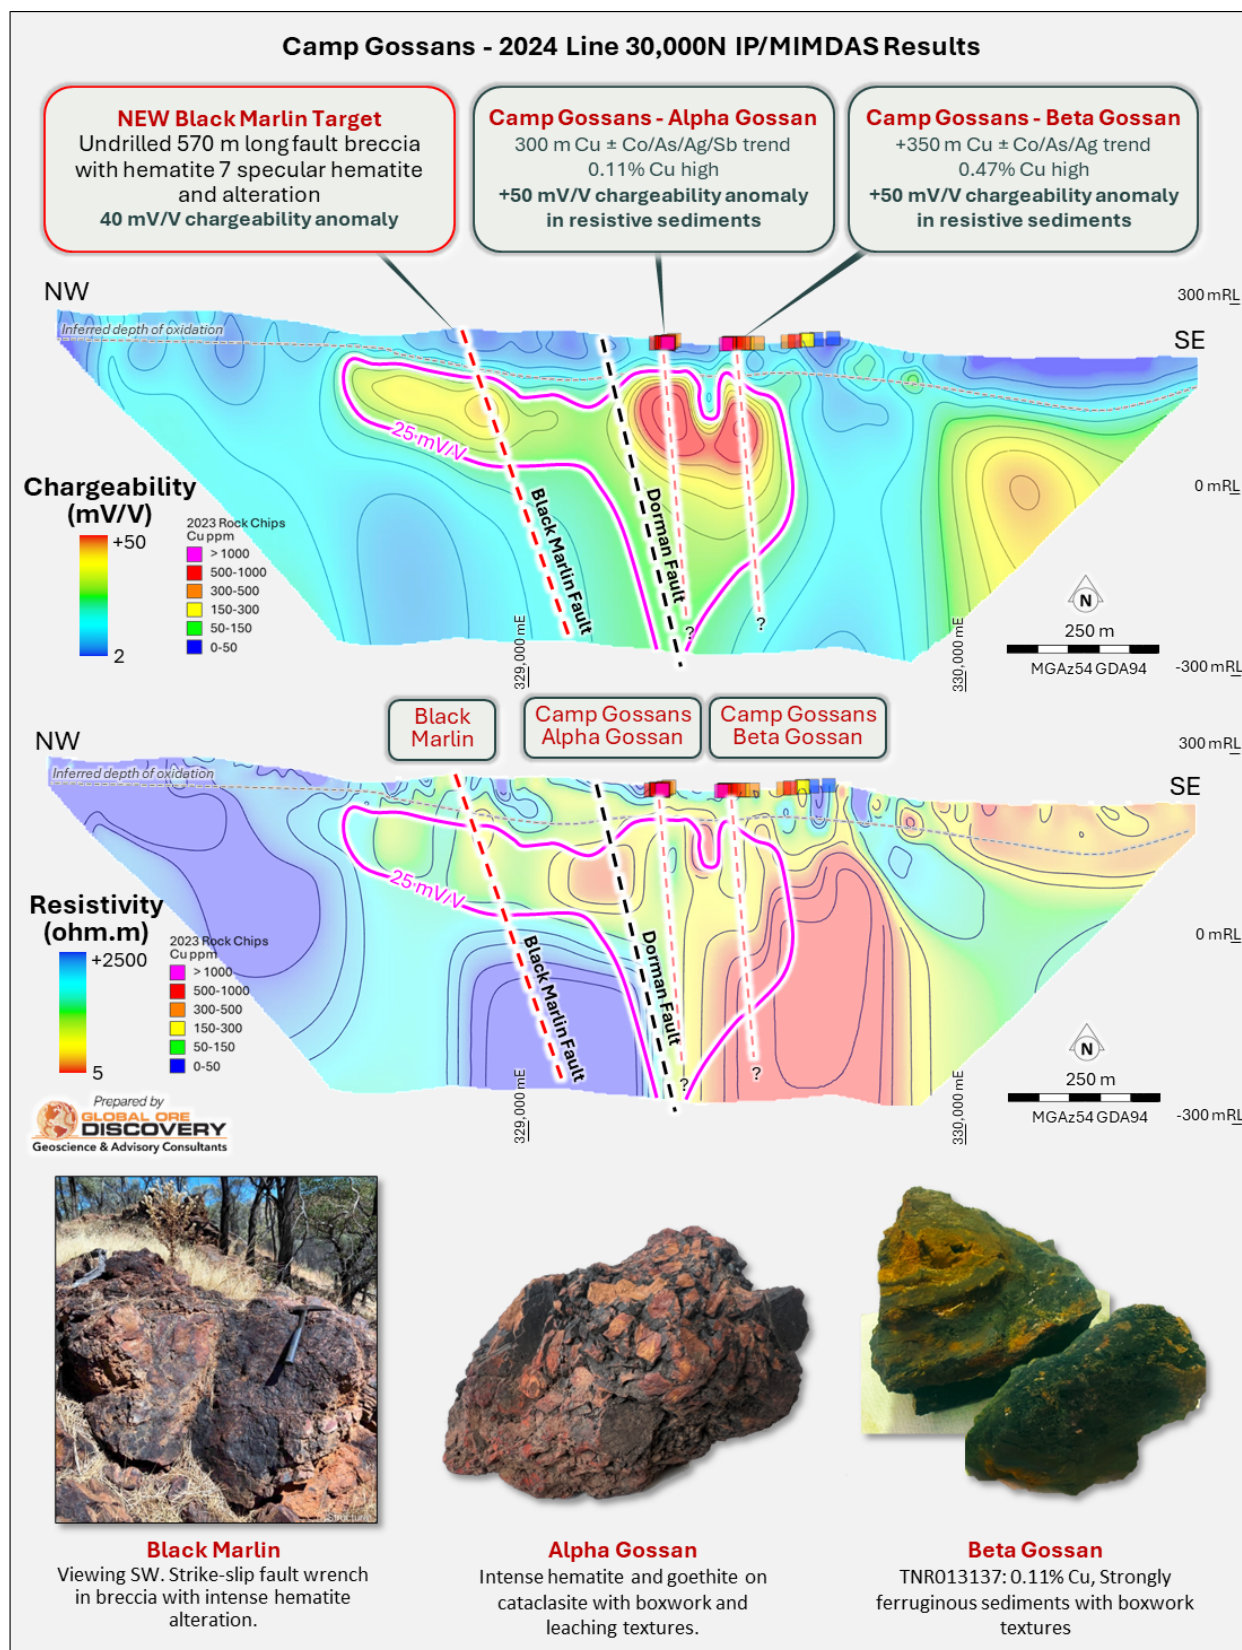 Camp Gossans - 2024 Line 30,000N IP/MIMDAS Results
NEW Black Marlin Target
Undrilled 570 m long fault breccia
with hematite 7 specular hematite
and alteration
40 mV/V chargeability anomaly
Camp Gossans - Alpha Gossan
300 m Cu ± Co/As/Ag/Sb trend
0.11% Cu high
+50 mV/V chargeability anomaly
in resistive sediments
Camp Gossans - Beta Gossan
+350 m Cu ± Co/As/Ag trend
0.47% Cu high
+50 mV/V chargeability anomaly
in resistive sediments
NW
300 mRL
SE
Inferred depth of oxidation
25 mV/V
Chargeability
(mV/V)
+50
2
2023 Rock Chips
Cu ppm
> 1000
500-1000
300-500
150-300
50-150
0-50
Black Marlin Fault
Dorman Fault
?
?
0 mRL
329,000 mE
330,000 mE
N
250 m
MGAz54 GDA94
-300 mRL
Black
Marlin
Camp Gossans
Alpha Gossan
Camp Gossans
Beta Gossan
NW
300 mRL
SE
Inferred depth of oxidation
25 mV/V
Resistivity
(ohm.m)
+2500
5
2023 Rock Chips
Cu ppm
> 1000
500-1000
300-500
150-300
50-150
0-50
Black Marlin Fault
Dorman Fault
?
?
0 mRL
329,000 mE
330,000 mE
N
250 m
MGAz54 GDA94
-300 mRL
Prepared by
GLOBAL ORE
DISCOVERY
Geoscience & Advisory Consultants
Black Marlin
Viewing SW. Strike-slip fault wrench
in breccia with intense hematite
alteration.
Alpha Gossan
Intense hematite and goethite on
cataclasite with boxwork and
leaching textures.
Beta Gossan
TNR013137: 0.11% Cu, Strongly
ferruginous sediments with boxwork
textures